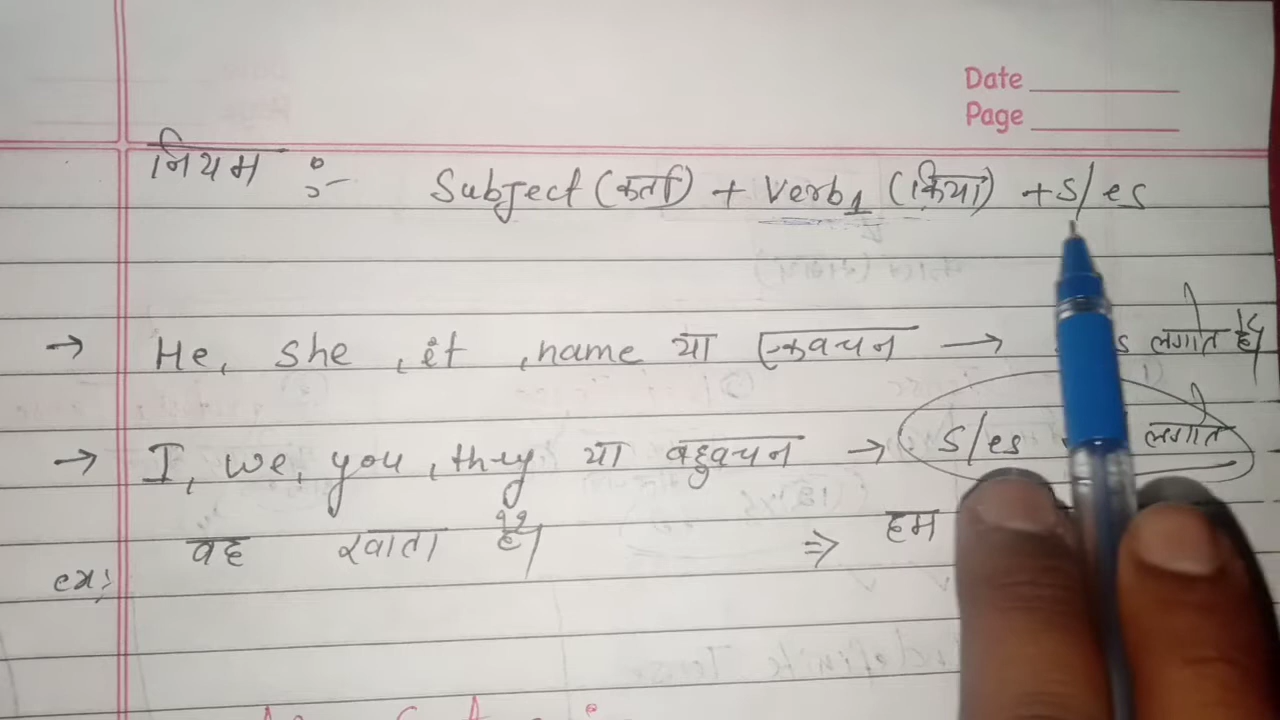 Date
Page
नियम :- Subject (कर्ता) + Verb1 (क्रिया) + s/es
→ He, she, it, name या एकवचन → s लगाते हैं
→ I, we, you, they या बहुवचन → s/es लगाते
ex: वह खाता है। ⇒ हम